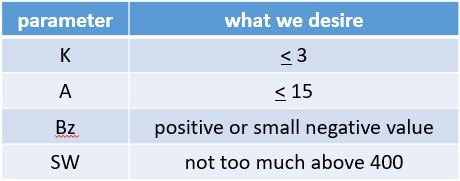 parameter what we desire
K ≤ 3
A ≤ 15
Bz positive or small negative value
SW not too much above 400